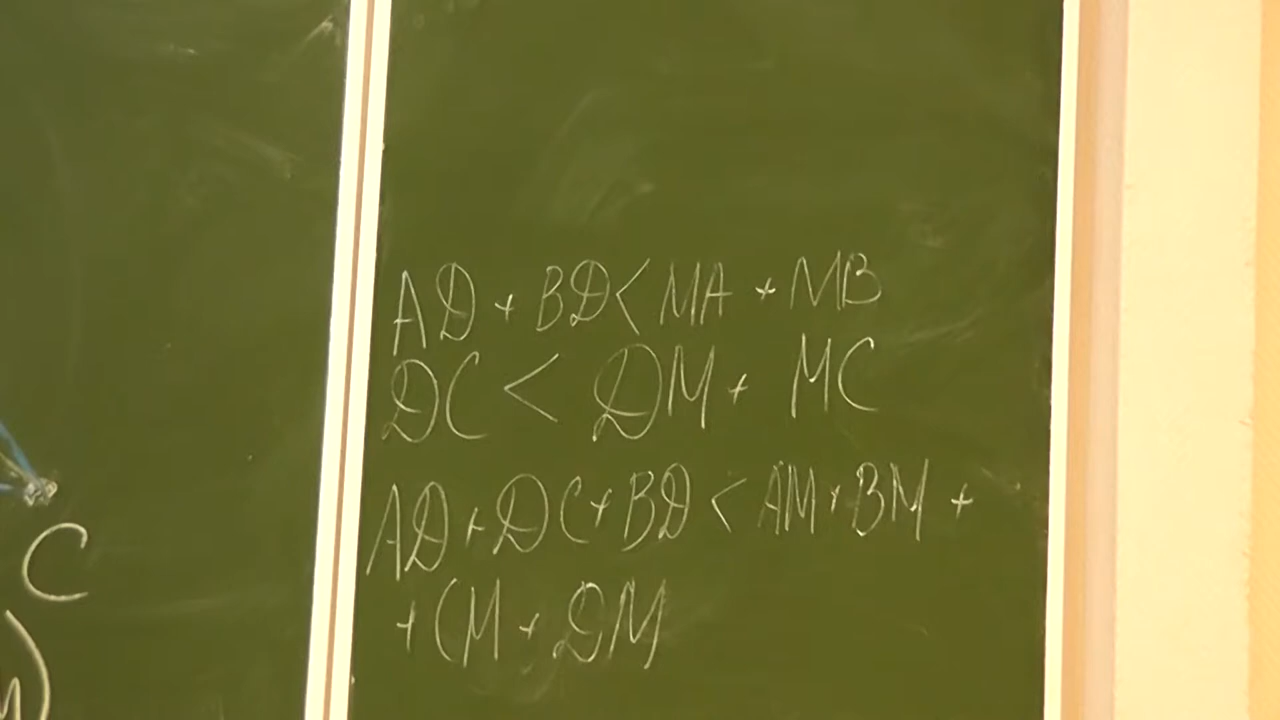 AD + BD < MA + MB
DC < DM + MC
AD + DC + BD < AM + BM +
+ CM + DM
C